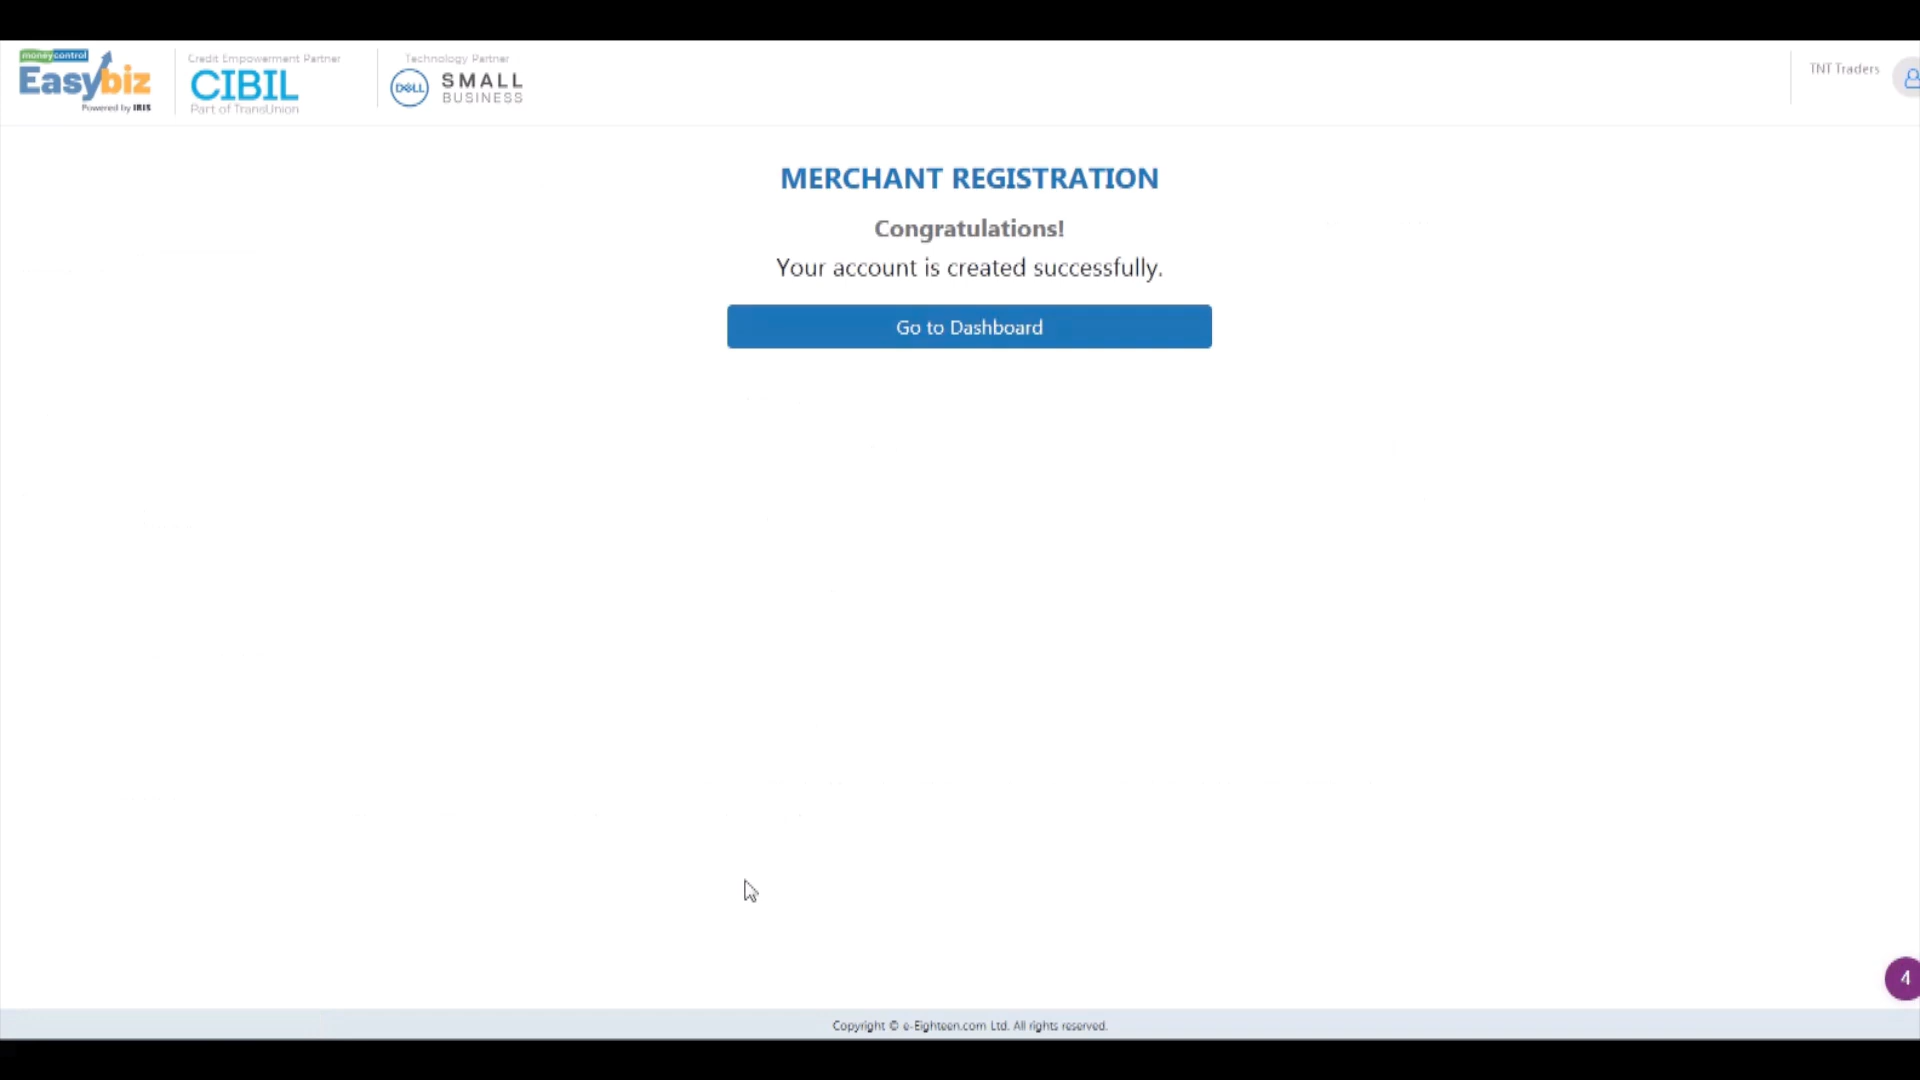 moneycontrol
Easybiz
Powered by IRIS
Credit Empowerment Partner
CIBIL
Part of TransUnion
Technology Partner
DELL
SMALL
BUSINESS
TNT Traders
MERCHANT REGISTRATION
Congratulations!
Your account is created successfully.
Go to Dashboard
4
Copyright © e-Eighteen.com Ltd. All rights reserved.